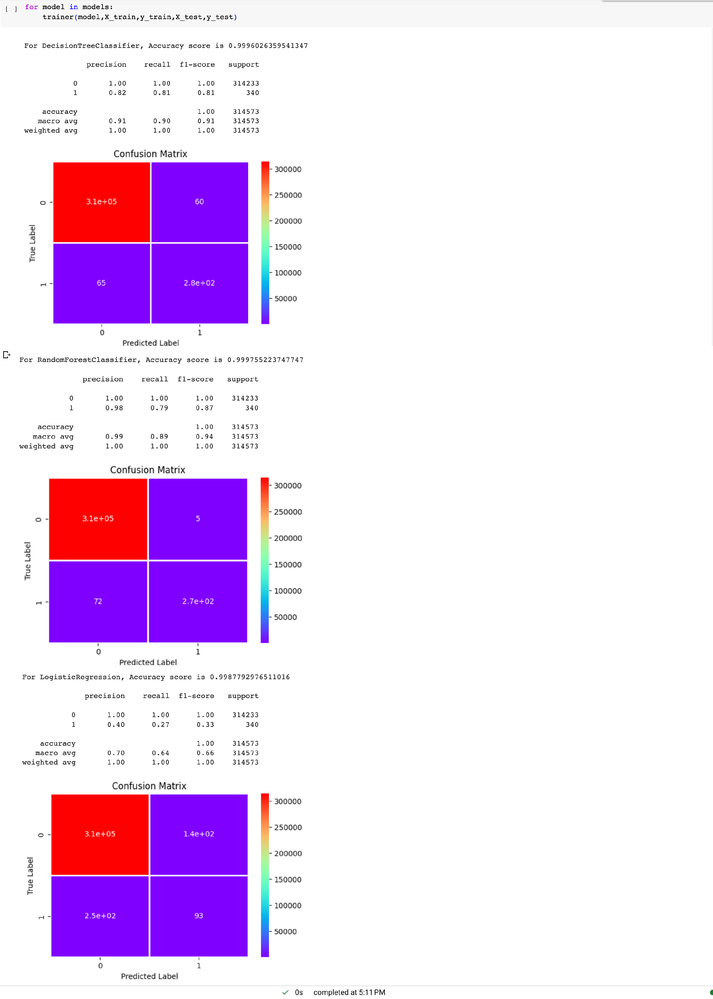 [ ] for model in models:
trainer(model,X_train,y_train,X_test,y_test)
For DecisionTreeClassifier, Accuracy score is 0.9996026359541347
precision recall f1-score support
0 1.00 1.00 1.00 314233
1 0.82 0.81 0.81 340
accuracy 1.00 314573
macro avg 0.91 0.90 0.91 314573
weighted avg 1.00 1.00 1.00 314573
Confusion Matrix
300000
250000
200000
150000
100000
50000
True Label
0
3.1e+05 60
1
65 2.8e+02
0 1
Predicted Label
For RandomForestClassifier, Accuracy score is 0.999755223747747
precision recall f1-score support
0 1.00 1.00 1.00 314233
1 0.98 0.79 0.87 340
accuracy 1.00 314573
macro avg 0.99 0.89 0.94 314573
weighted avg 1.00 1.00 1.00 314573
Confusion Matrix
300000
250000
200000
150000
100000
50000
True Label
0
3.1e+05 5
1
72 2.7e+02
0 1
Predicted Label
For LogisticRegression, Accuracy score is 0.9987792976511016
precision recall f1-score support
0 1.00 1.00 1.00 314233
1 0.40 0.27 0.33 340
accuracy 1.00 314573
macro avg 0.70 0.64 0.66 314573
weighted avg 1.00 1.00 1.00 314573
Confusion Matrix
300000
250000
200000
150000
100000
50000
True Label
0
3.1e+05 1.4e+02
1
2.5e+02 93
0 1
Predicted Label
✓ 0s completed at 5:11 PM